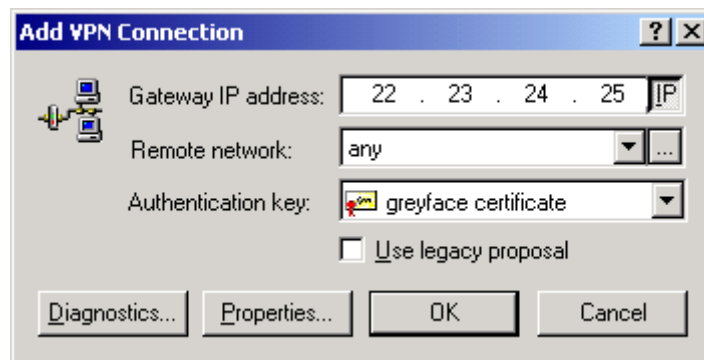 Add VPN Connection
Gateway IP address: 22 . 23 . 24 . 25 IP
Remote network: any ...
Authentication key: greyface certificate
Use legacy proposal
Diagnostics... Properties... OK Cancel